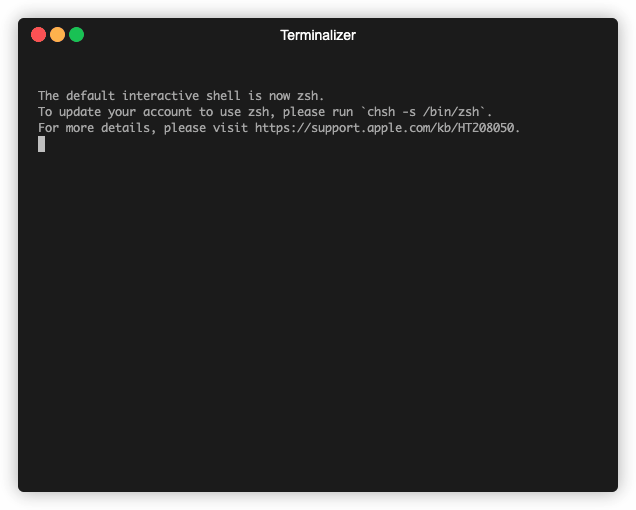 Terminalizer
The default interactive shell is now zsh.
To update your account to use zsh, please run `chsh -s /bin/zsh`.
For more details, please visit https://support.apple.com/kb/HT208050.